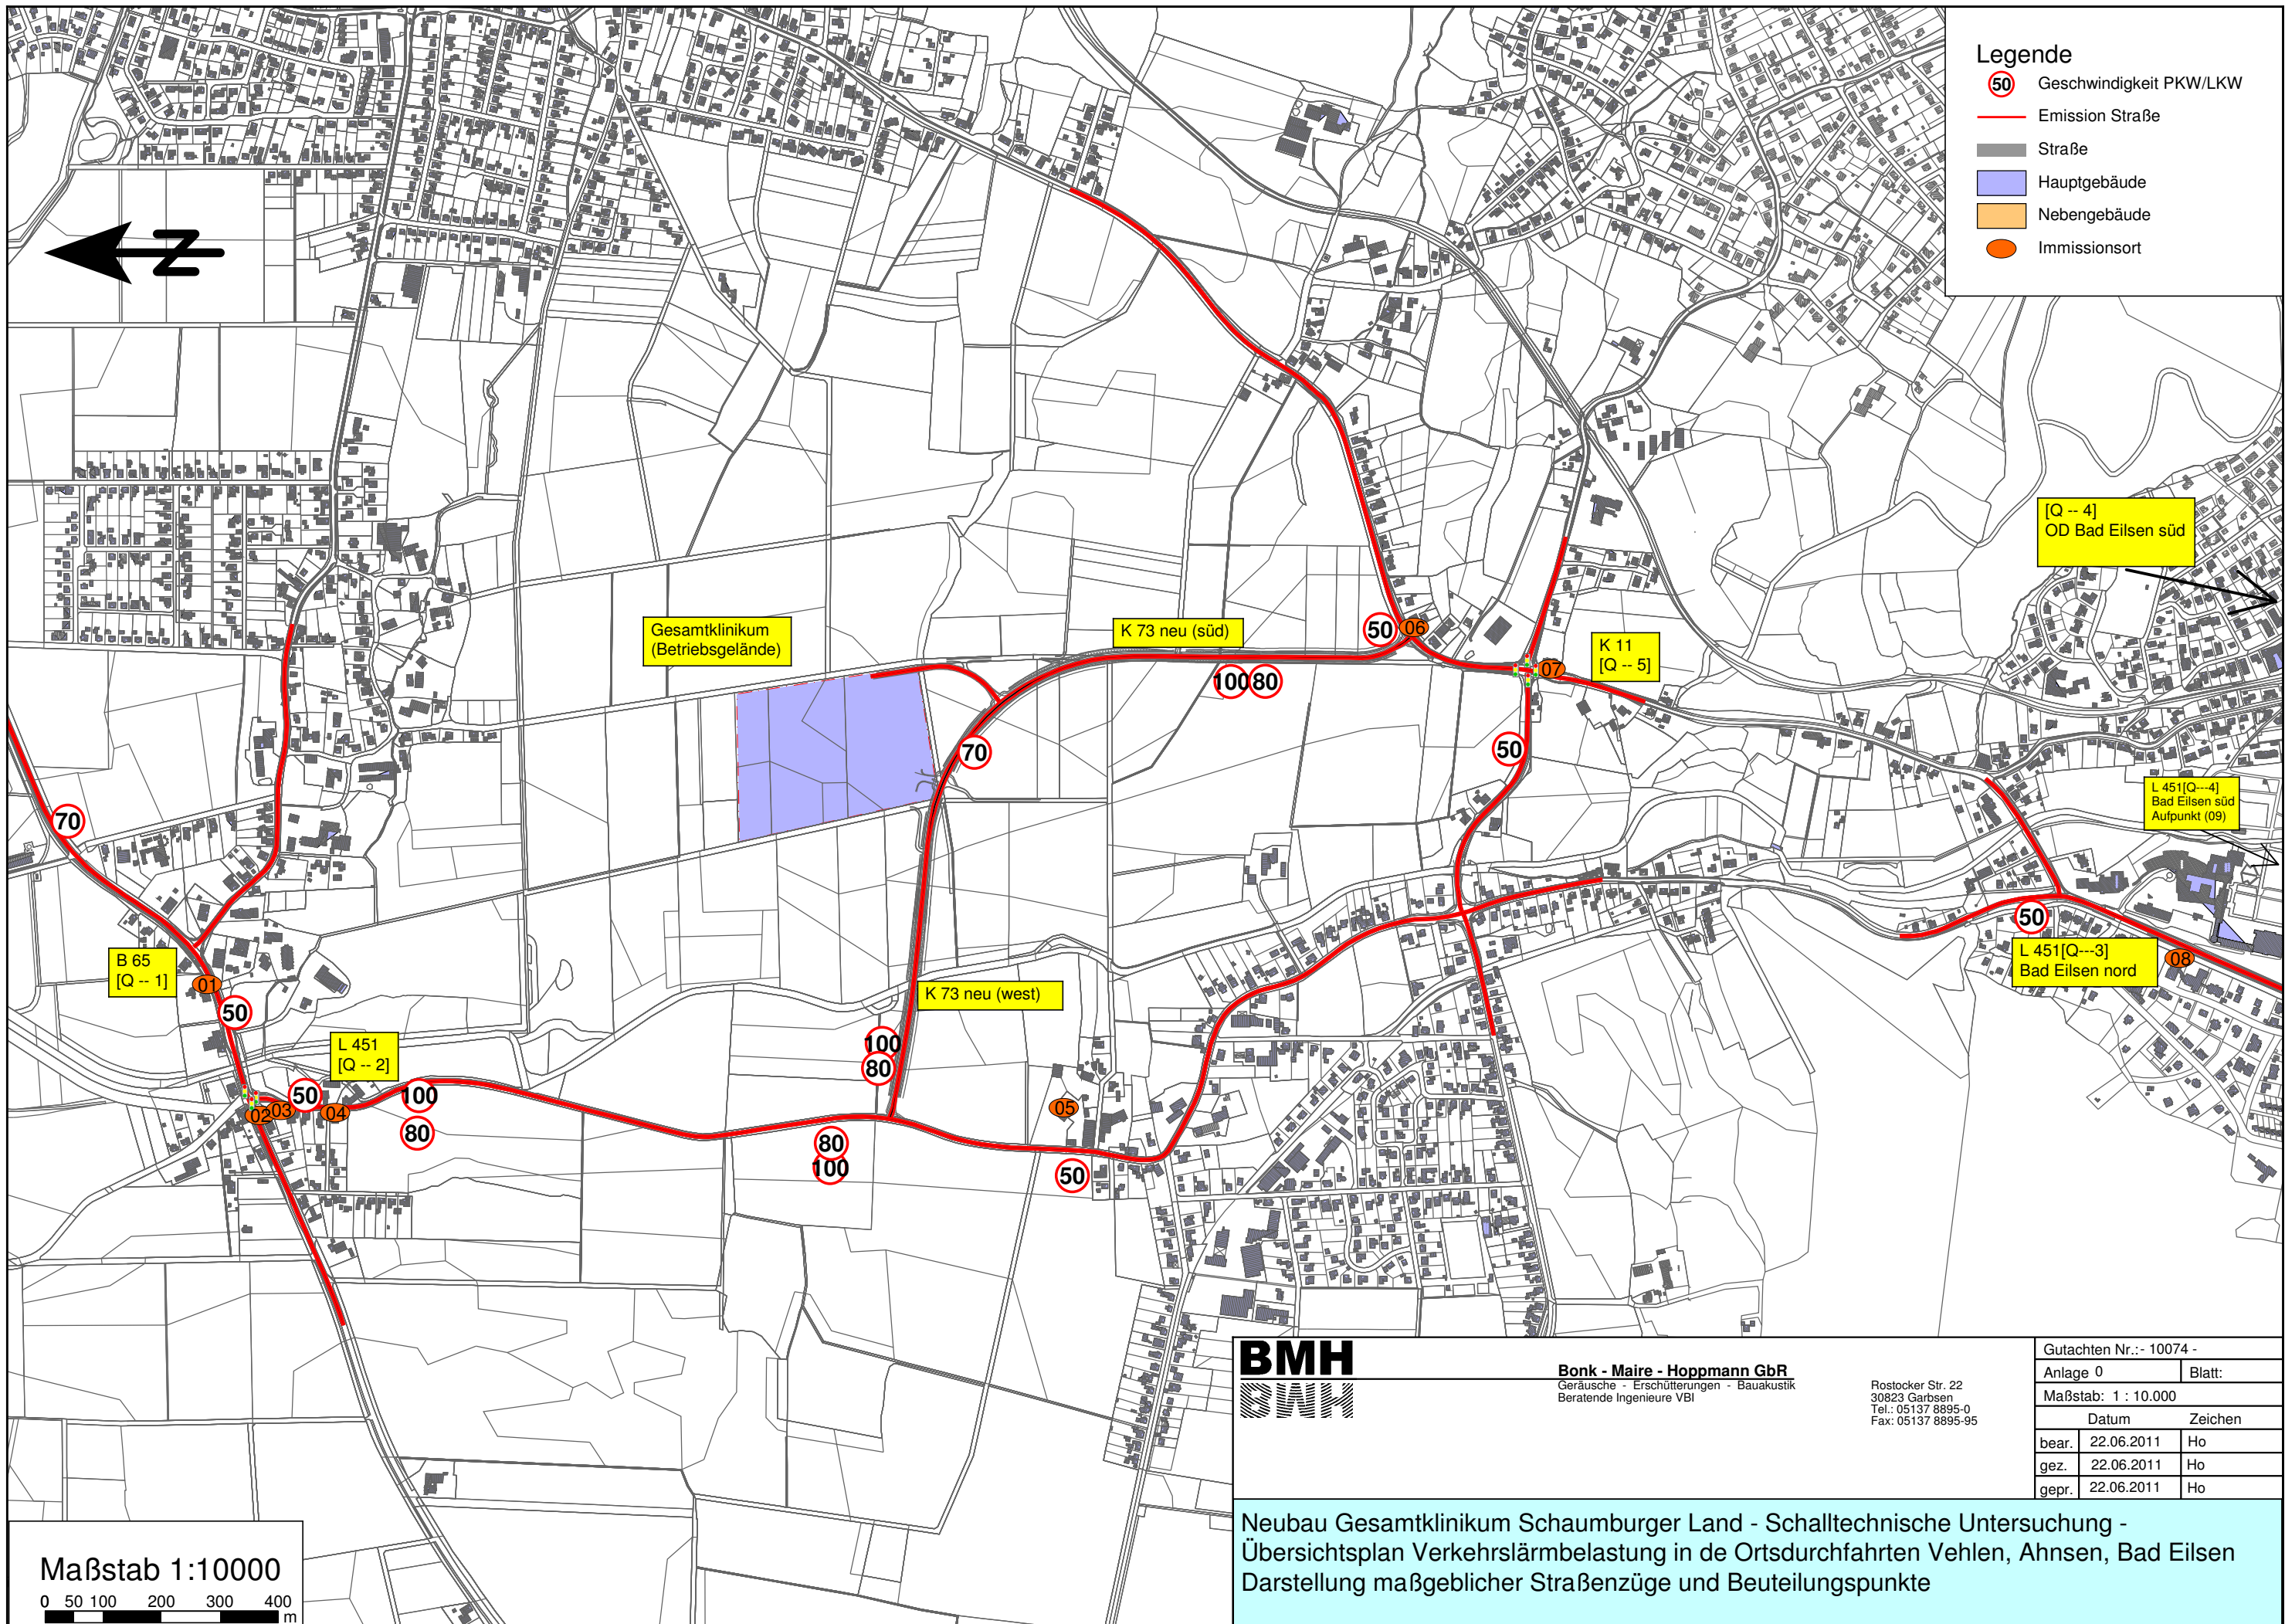 Legende
50 Geschwindigkeit PKW/LKW
Emission Straße
Straße
Hauptgebäude
Nebengebäude
Immissionsort
N
[Q -- 4]
OD Bad Eilsen süd
Gesamtklinikum
(Betriebsgelände)
K 73 neu (süd)
50
06
07
K 11
[Q -- 5]
100 80
70
50
70
L 451[Q---4]
Bad Eilsen süd
Aufpunkt (09)
50
L 451[Q---3]
Bad Eilsen nord
08
B 65
[Q -- 1]
01
50
K 73 neu (west)
L 451
[Q -- 2]
100
80
50
100
02
03
04
05
80
80
100
50
BMH
BMH
Bonk - Maire - Hoppmann GbR
Geräusche - Erschütterungen - Bauakustik
Beratende Ingenieure VBI
Rostocker Str. 22
30823 Garbsen
Tel.: 05137 8895-0
Fax: 05137 8895-95
Gutachten Nr.:- 10074 -
Anlage 0 Blatt:
Maßstab: 1 : 10.000
Datum Zeichen
bear. 22.06.2011 Ho
gez. 22.06.2011 Ho
gepr. 22.06.2011 Ho
Neubau Gesamtklinikum Schaumburger Land - Schalltechnische Untersuchung -
Übersichtsplan Verkehrslärmbelastung in de Ortsdurchfahrten Vehlen, Ahnsen, Bad Eilsen
Darstellung maßgeblicher Straßenzüge und Beuteilungspunkte
Maßstab 1:10000
0 50 100 200 300 400
m